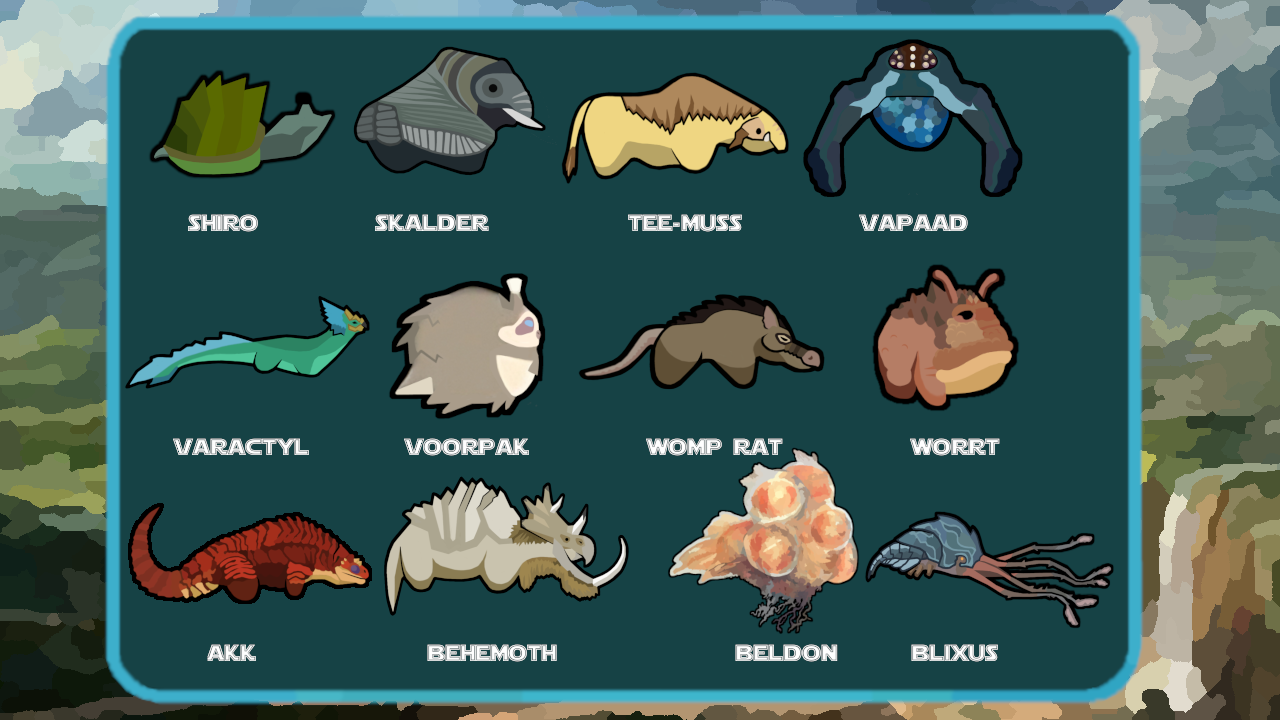 SHIRO SKALDER TEE-MUSS VAPAAD
VARACTYL VOORPAK WOMP RAT WORRT
AKK BEHEMOTH BELDON BLIXUS